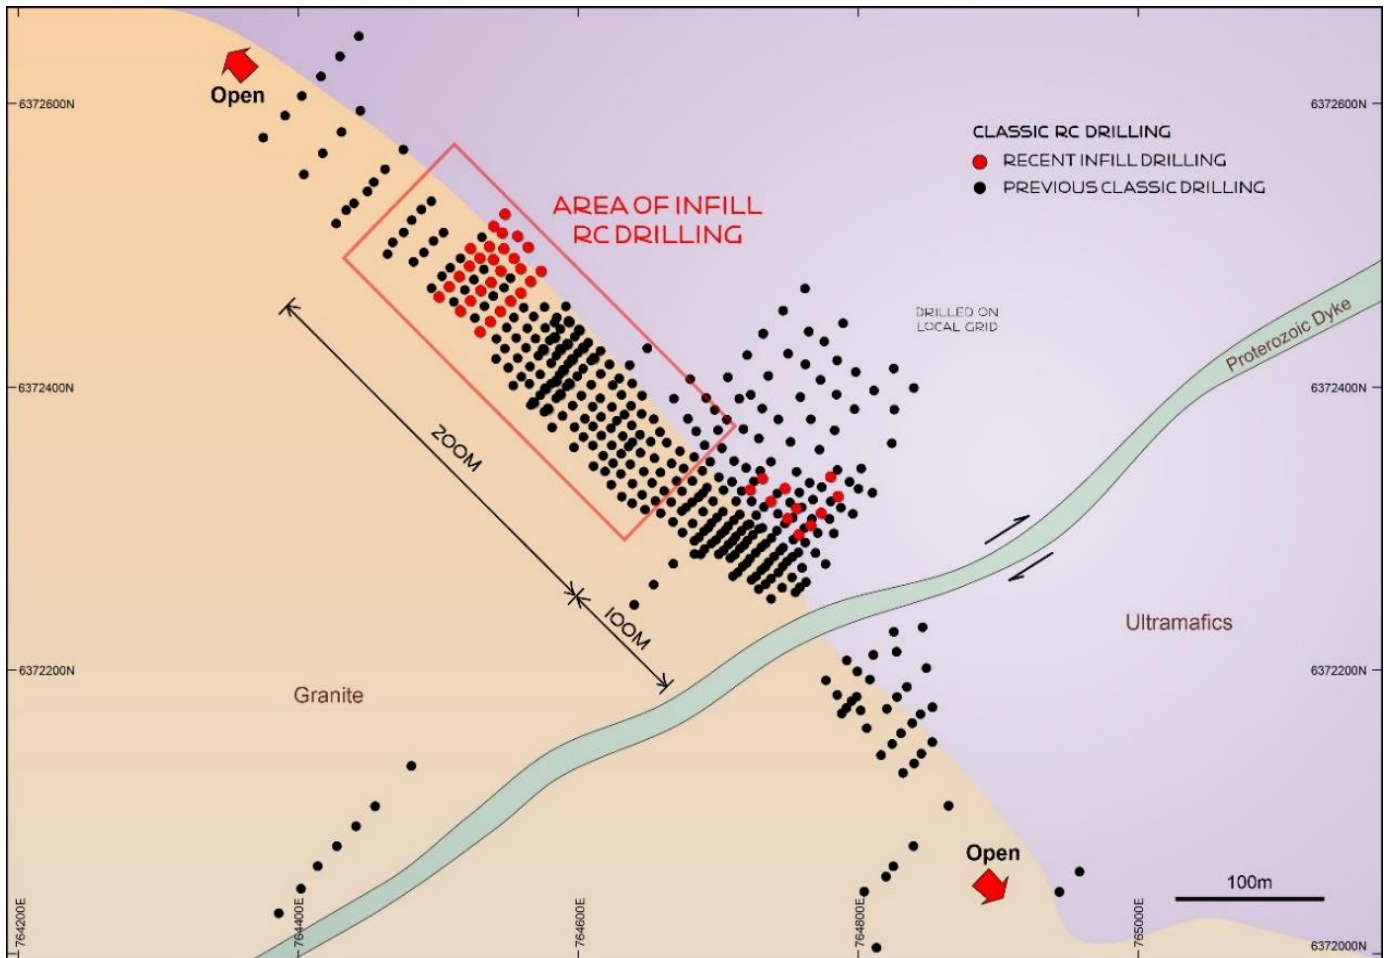 Open
6372600N
6372600N
CLASSIC RC DRILLING
RECENT INFILL DRILLING
PREVIOUS CLASSIC DRILLING
AREA OF INFILL
RC DRILLING
DRILLED ON
LOCAL GRID
Proterozoic Dyke
6372400N
6372400N
200M
100M
Ultramafics
6372200N
6372200N
Granite
Open
100m
764200E
764400E
764600E
764800E
765000E
6372000N